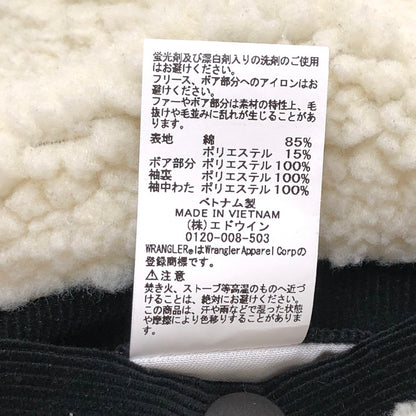 蛍光剤及び漂白剤入りの洗剤のご使用
はお避けください。
フリース、ボア部分へのアイロンはお
避けください。
ファーやボア部分は素材の特性上、毛
抜けや毛並みに乱れが生じることが
あります。
表地 綿 85%
ポリエステル 15%
ボア部分 ポリエステル 100%
袖裏 ポリエステル 100%
袖中わた ポリエステル 100%
ベトナム製
MADE IN VIETNAM
(株)エドウイン
0120-008-503
WRANGLER®はWrangler Apparel Corpの
登録商標です。
⚠注意
焚き火、ストーブ等高温のものへ近づく
ことは、絶対にお避けください。
この商品は、汗や雨などで湿った状態
や摩擦により色移りすることがあります。